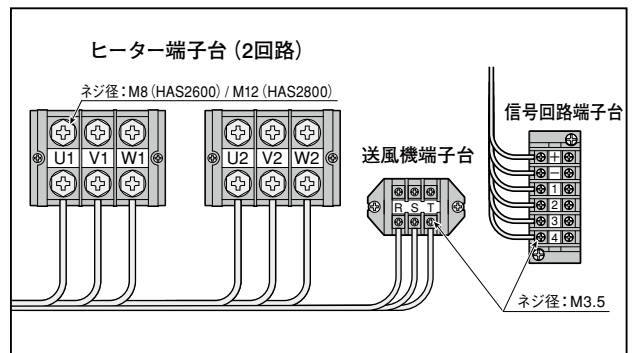 ヒーター端子台（2回路）
ネジ径：M8（HAS2600）/ M12（HAS2800）
信号回路端子台
送風機端子台
U1 V1 W1
U2 V2 W2
R S T
＋
－
1
2
3
4
ネジ径：M3.5